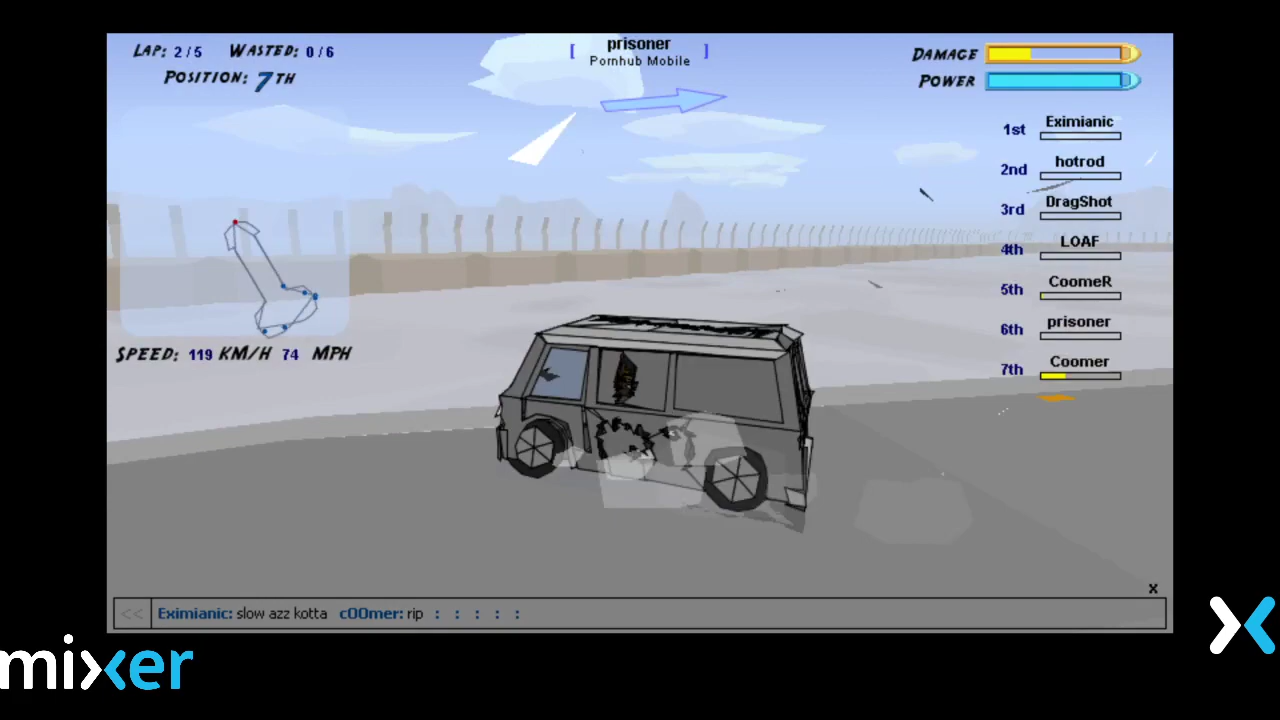 LAP: 2/5 WASTED: 0/6
POSITION: 7TH
[ prisoner ]
Pornhub Mobile
DAMAGE
POWER
1st Eximianic
2nd hotrod
3rd DragShot
4th LOAF
5th CoomeR
6th prisoner
7th Coomer
SPEED: 119 KM/H 74 MPH
x
<< Eximianic: slow azz kotta cOOmer: rip : : : : :
mixer